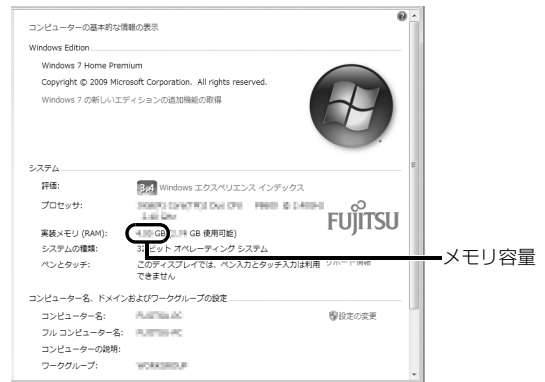 コンピューターの基本的な情報の表示
Windows Edition
Windows 7 Home Premium
Copyright © 2009 Microsoft Corporation. All rights reserved.
Windows 7 の新しいエディションの追加機能の取得
システム
評価:
Windows エクスペリエンス インデックス
プロセッサ:
FUJITSU
実装メモリ (RAM):
GB
GB 使用可能)
システムの種類:
32 ビット オペレーティング システム
メモリ容量
ペンとタッチ:
このディスプレイでは、ペン入力とタッチ入力は利用できません
サポート情報
コンピューター名、ドメインおよびワークグループの設定
コンピューター名:
設定の変更
フル コンピューター名:
コンピューターの説明:
ワークグループ:
WORKGROUP